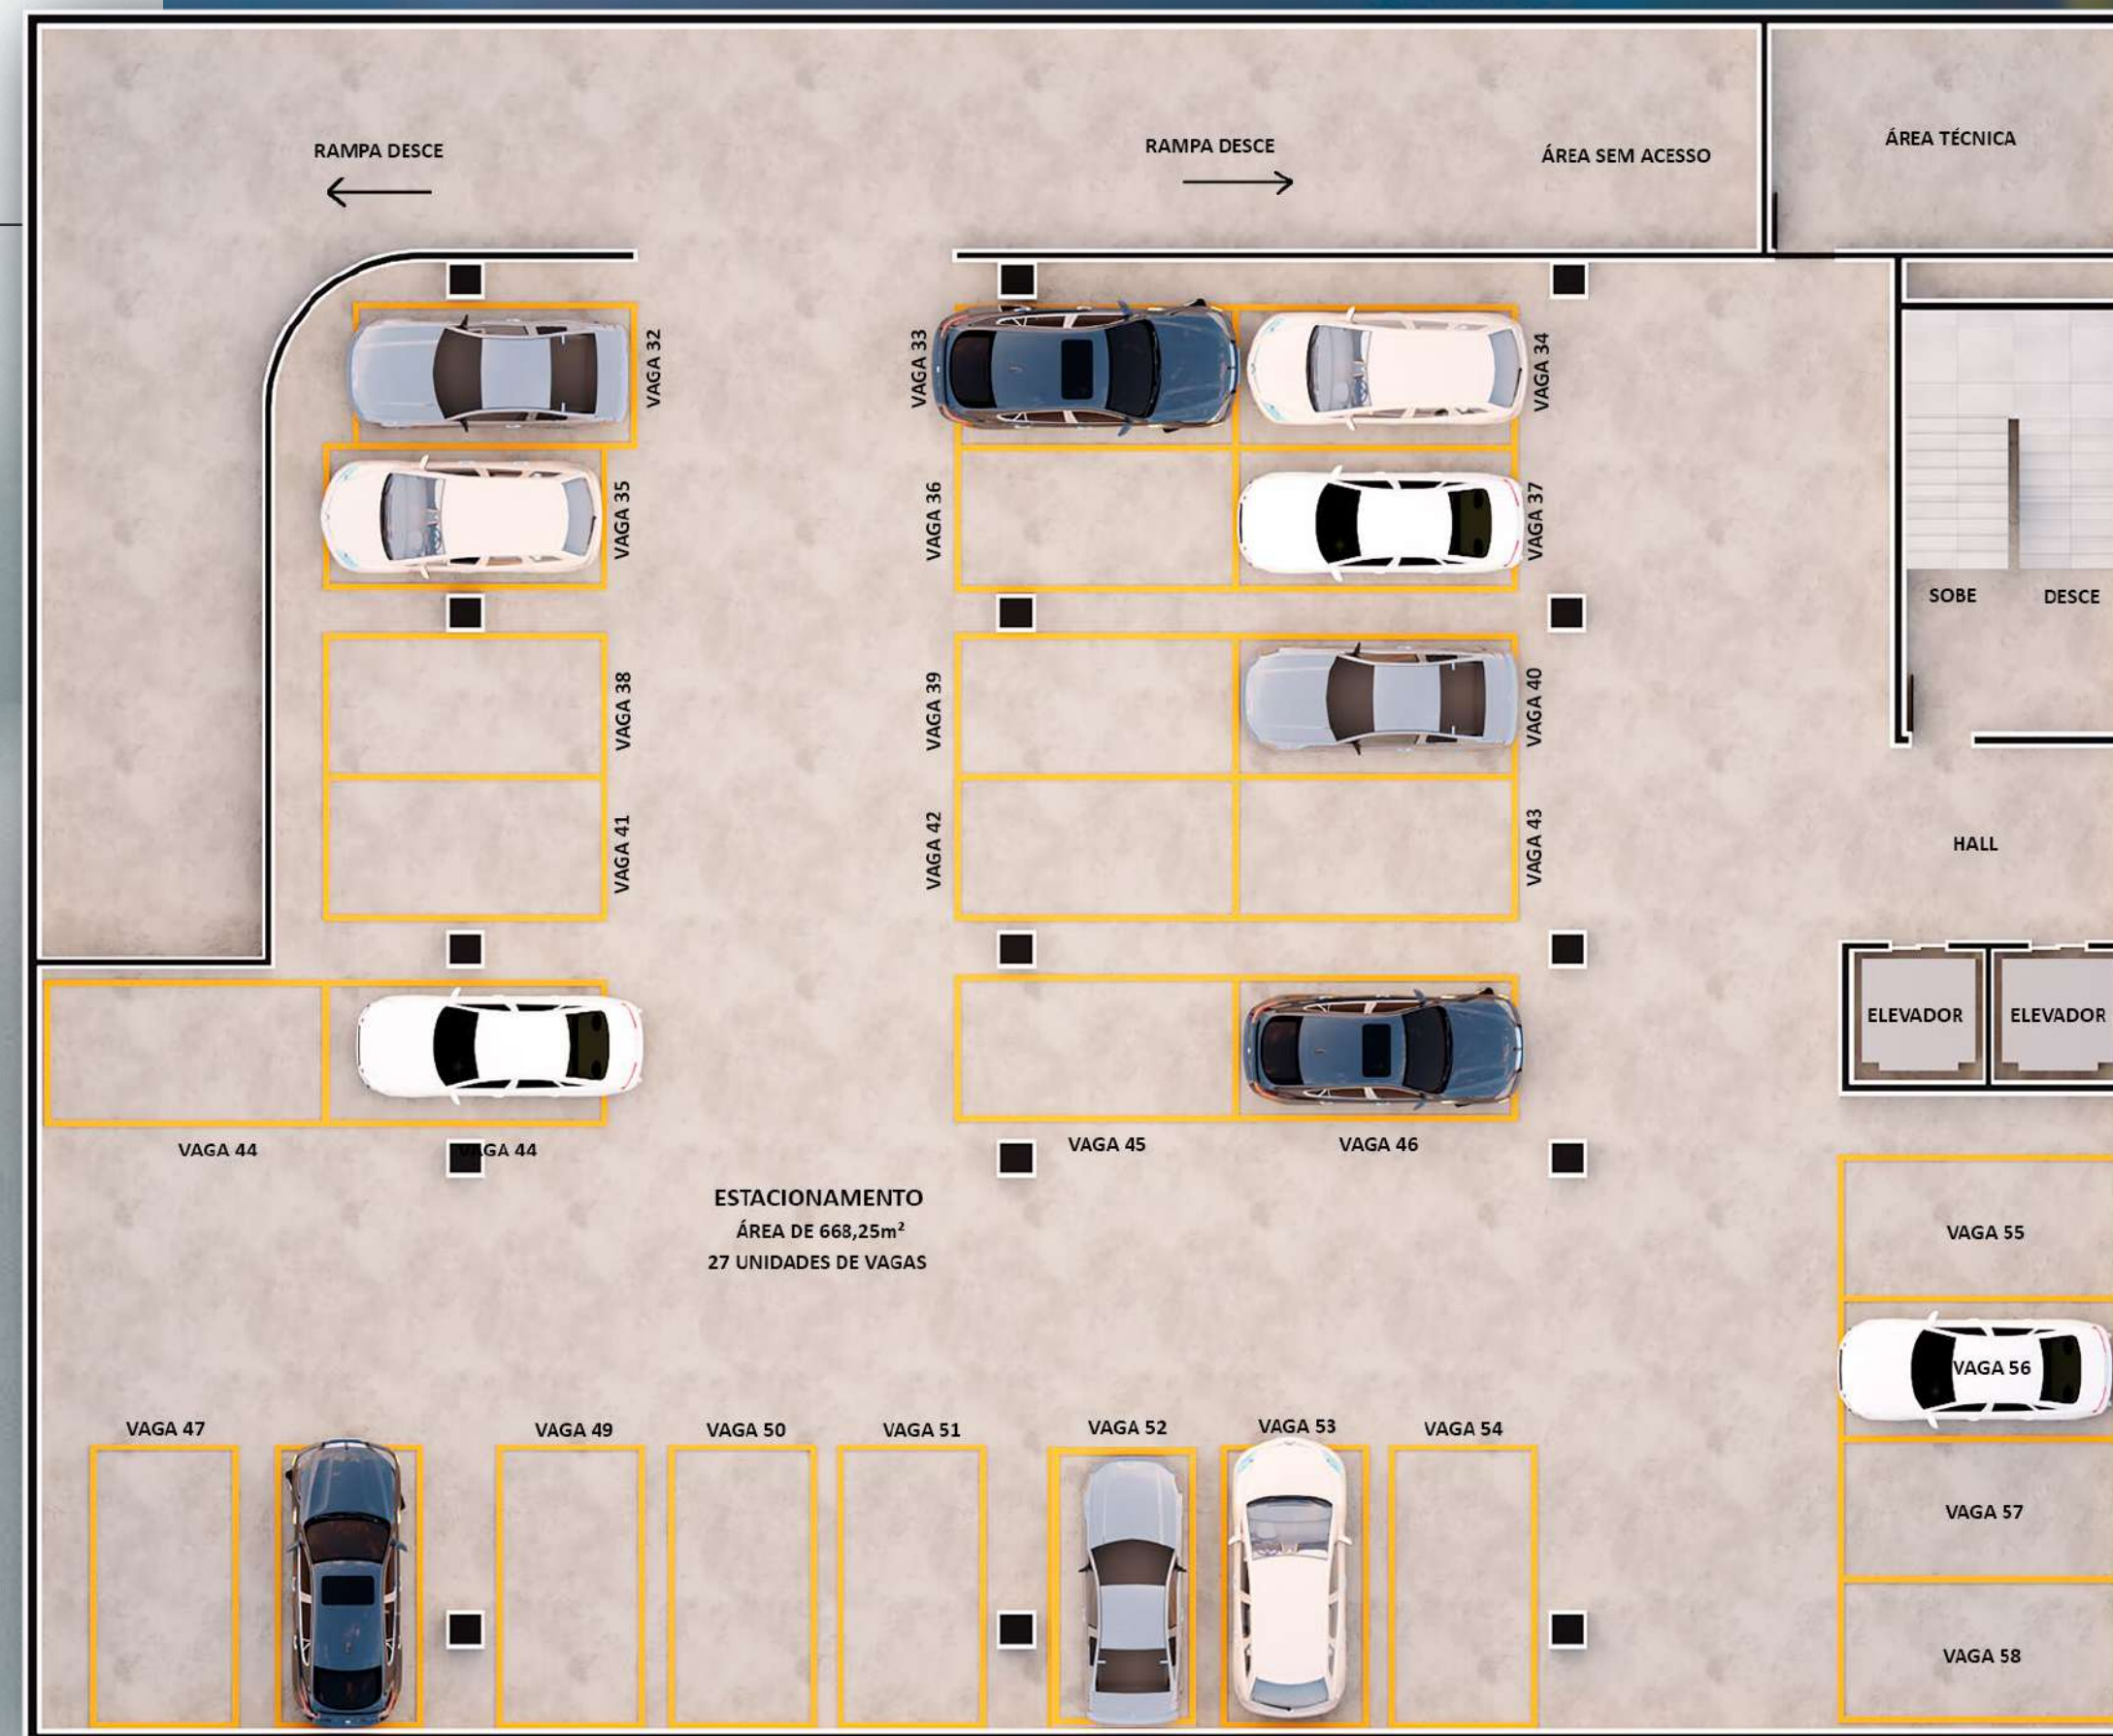 RAMPA DESCE
RAMPA DESCE
ÁREA SEM ACESSO
ÁREA TÉCNICA
VAGA 32
VAGA 33
VAGA 34
VAGA 35
VAGA 36
VAGA 37
SOBE
DESCE
VAGA 38
VAGA 39
VAGA 40
VAGA 41
VAGA 42
VAGA 43
HALL
ELEVADOR
ELEVADOR
VAGA 44
VAGA 44
VAGA 45
VAGA 46
ESTACIONAMENTO
ÁREA DE 668,25m²
27 UNIDADES DE VAGAS
VAGA 55
VAGA 56
VAGA 47
VAGA 49
VAGA 50
VAGA 51
VAGA 52
VAGA 53
VAGA 54
VAGA 57
VAGA 58